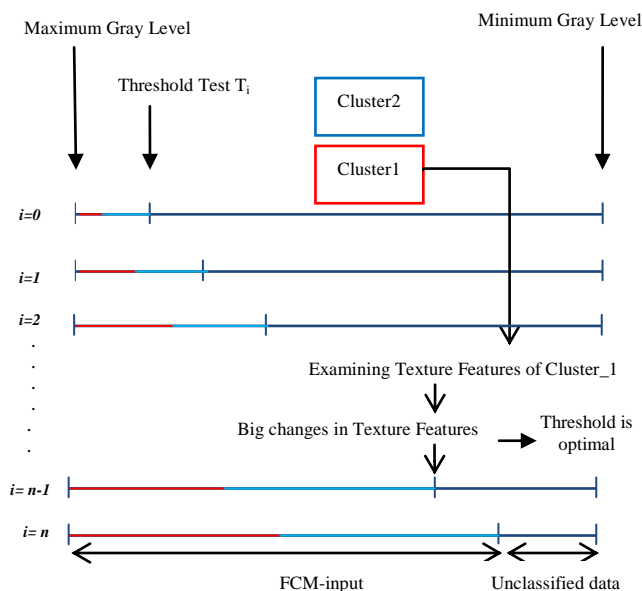 Maximum Gray Level
Minimum Gray Level
Threshold Test Ti
Cluster2
Cluster1
i=0
i=1
i=2
Examining Texture Features of Cluster_1
Big changes in Texture Features
Threshold is
optimal
i= n-1
i= n
FCM-input
Unclassified data